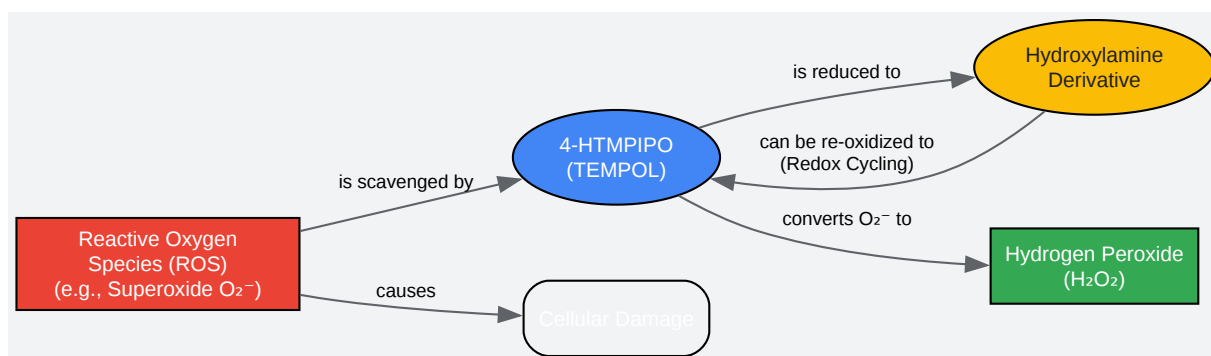 Hydroxylamine
Derivative
is reduced to
4-HTMPIPO
(TEMPOL)
can be re-oxidized to
(Redox Cycling)
is scavenged by
converts O₂⁻ to
Reactive Oxygen
Species (ROS)
(e.g., Superoxide O₂⁻)
Hydrogen Peroxide
(H₂O₂)
causes
Cellular Damage